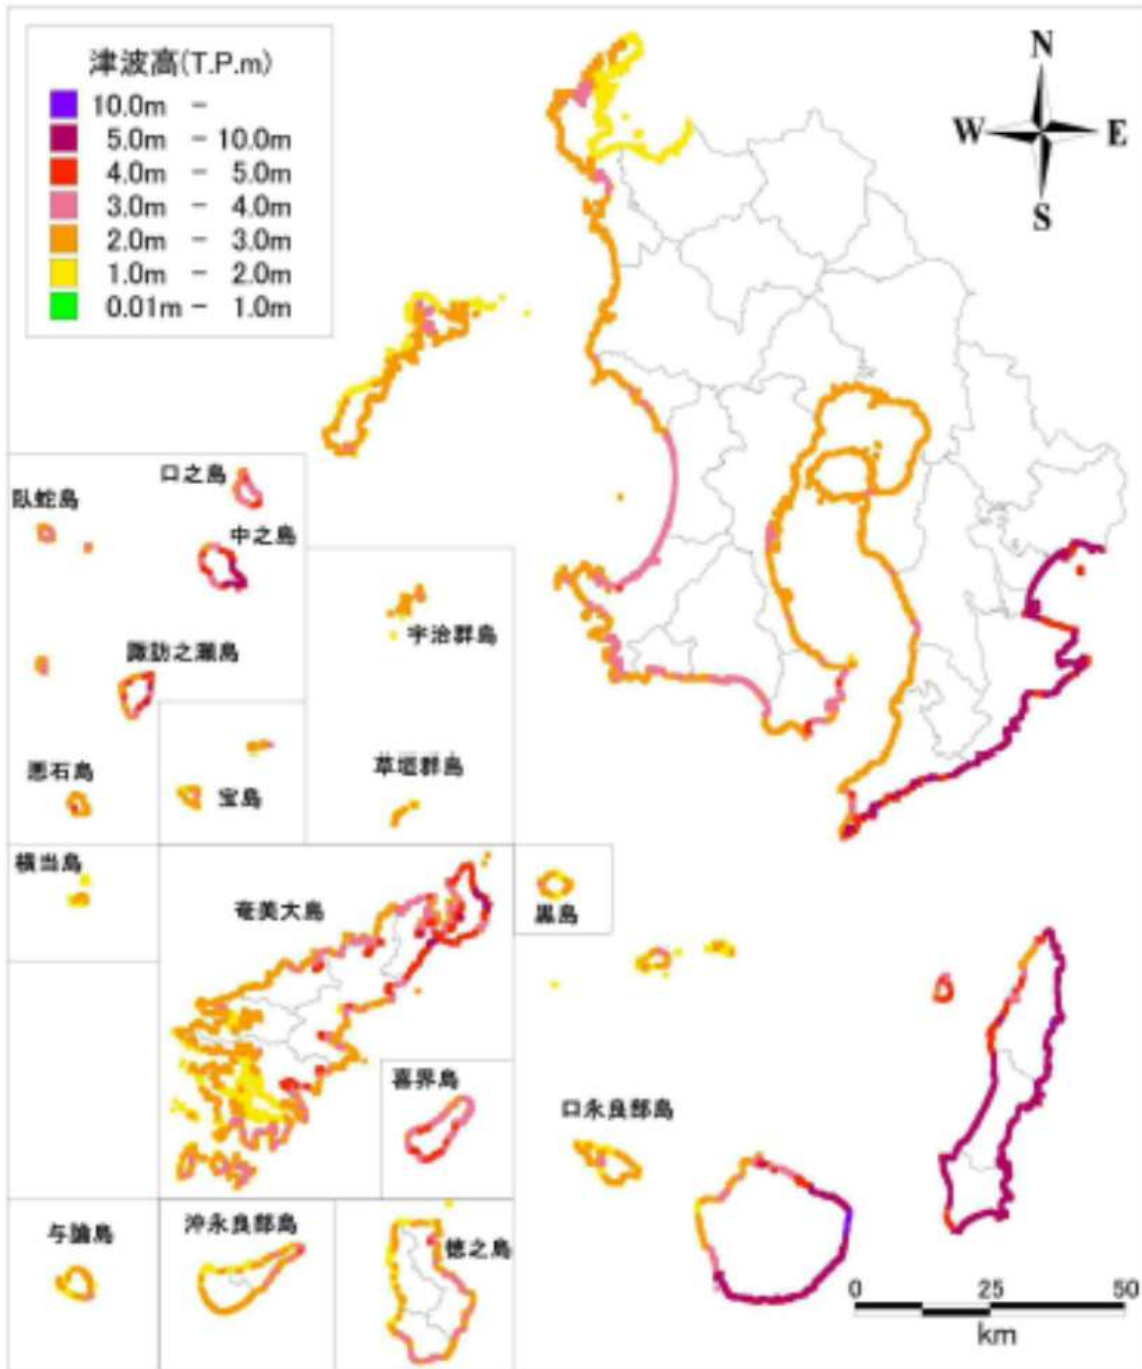 津波高(T.P.m)
10.0m -
5.0m - 10.0m
4.0m - 5.0m
3.0m - 4.0m
2.0m - 3.0m
1.0m - 2.0m
0.01m - 1.0m
N
W E
S
口之島
臥蛇島
中之島
宇治群島
諏訪之瀬島
悪石島
宝島
草垣群島
横当島
奄美大島
黒島
喜界島
口永良部島
与論島
沖永良部島
徳之島
0 25 50
km